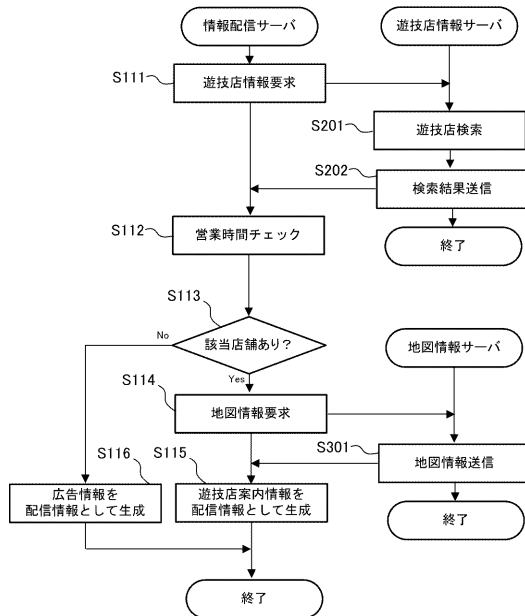 情報配信サーバ
遊技店情報サーバ
S111
遊技店情報要求
S201
遊技店検索
S202
検索結果送信
S112
営業時間チェック
終了
S113
該当店舗あり？
No
Yes
地図情報サーバ
S114
地図情報要求
S301
地図情報送信
S116
広告情報を
配信情報として生成
S115
遊技店案内情報を
配信情報として生成
終了
終了